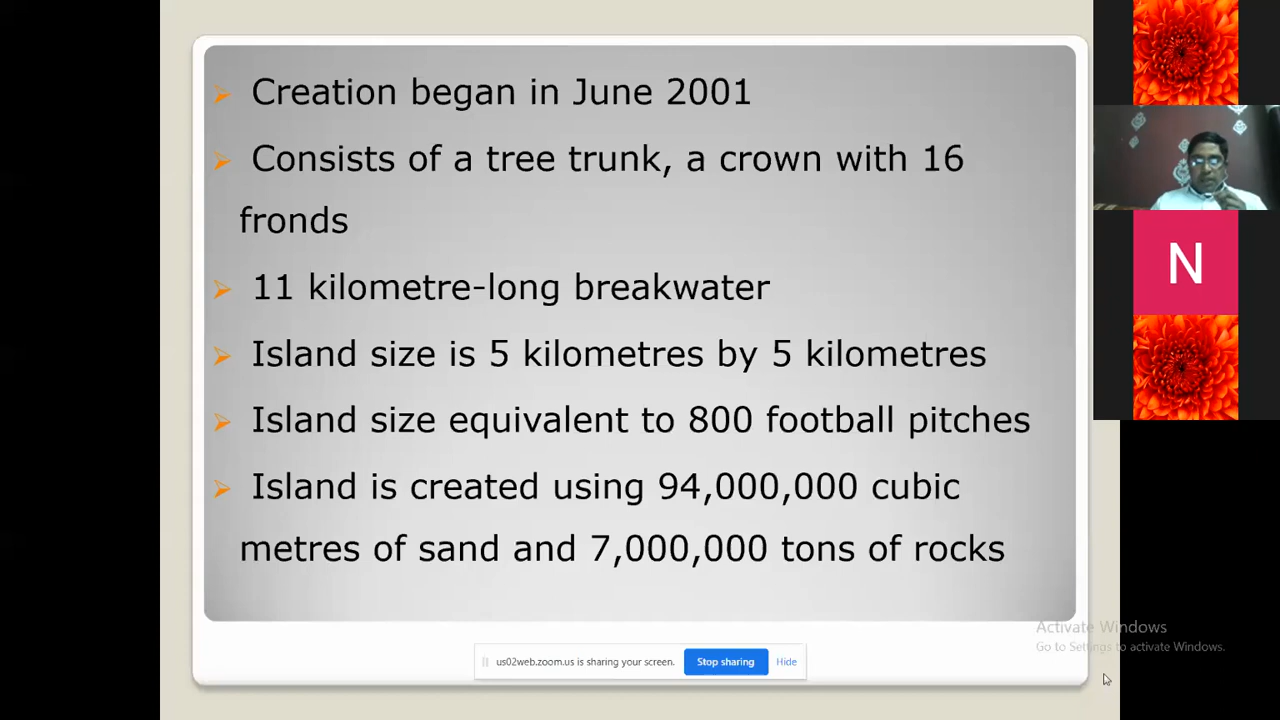 Creation began in June 2001
Consists of a tree trunk, a crown with 16
fronds
11 kilometre-long breakwater
Island size is 5 kilometres by 5 kilometres
Island size equivalent to 800 football pitches
Island is created using 94,000,000 cubic
metres of sand and 7,000,000 tons of rocks
N
Activate Windows
Go to Settings to activate Windows.
us02web.zoom.us is sharing your screen.
Stop sharing
Hide